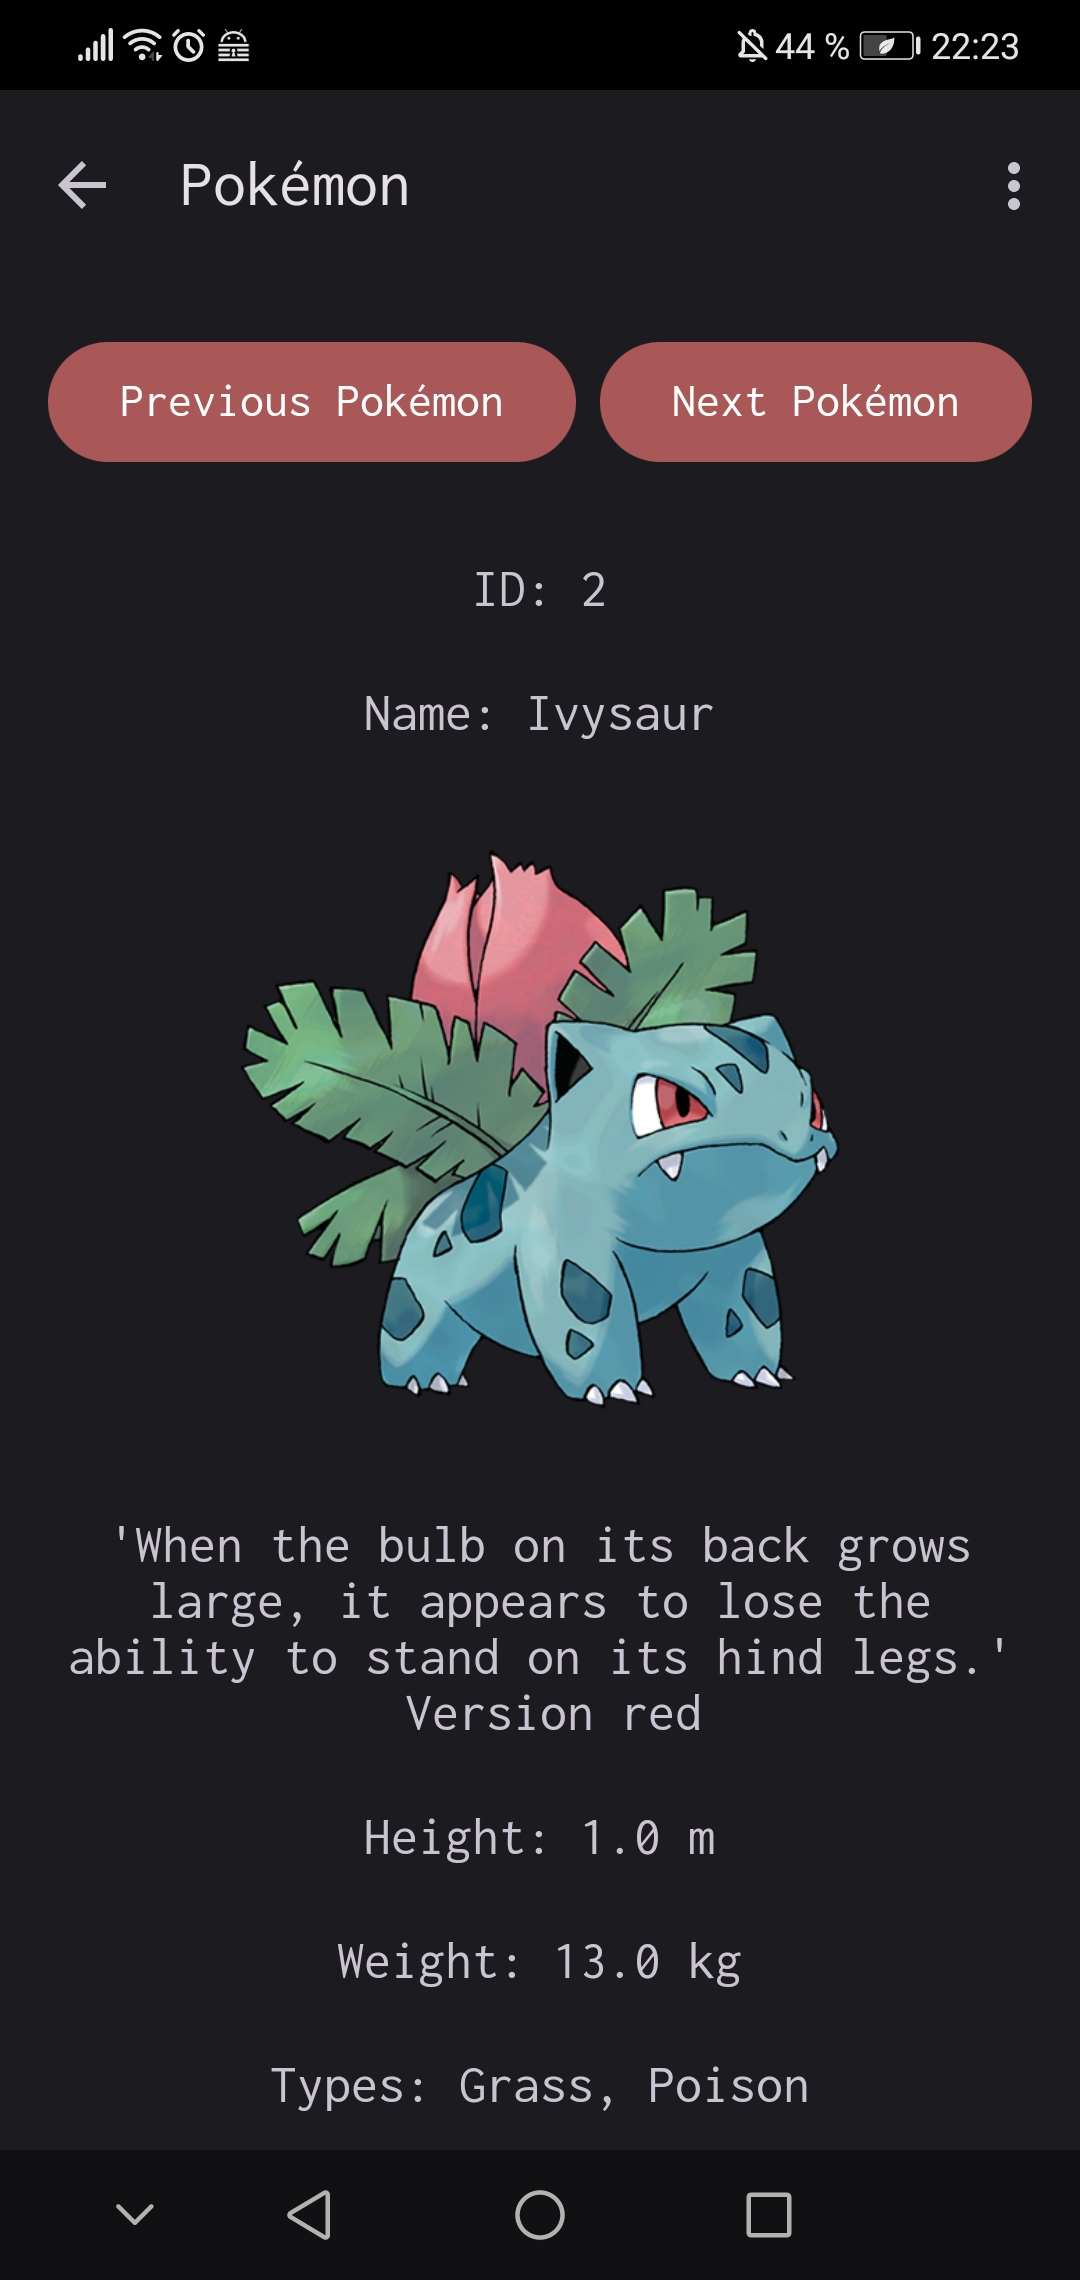 44 % 22:23
Pokémon
Previous Pokémon Next Pokémon
ID: 2
Name: Ivysaur
'When the bulb on its back grows
large, it appears to lose the
ability to stand on its hind legs.'
Version red
Height: 1.0 m
Weight: 13.0 kg
Types: Grass, Poison